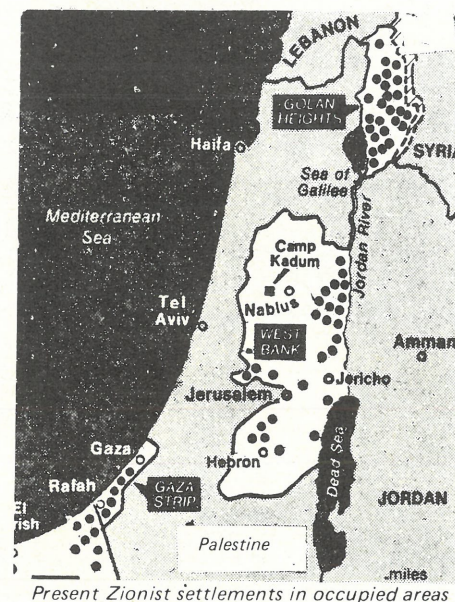 LEBANON
GOLAN
HEIGHTS
SYRIA
Haifa
Sea of
Galilee
Mediterranean
Sea
Jordan River
Camp
Kadum
Nablus
Tel
Aviv
WEST
BANK
Amman
Jericho
Jerusalem
Gaza
Hebron
Dead Sea
Rafah
GAZA
STRIP
JORDAN
El
rish
Palestine
miles
Present Zionist settlements in occupied areas